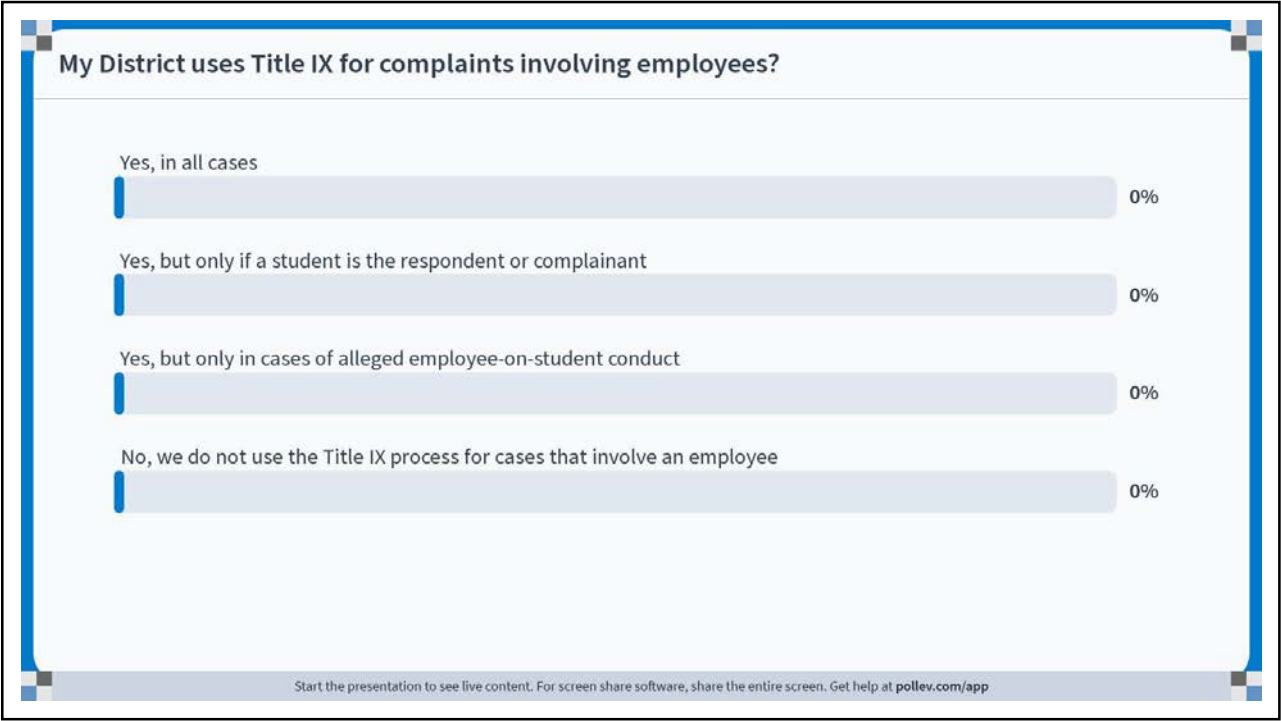 My District uses Title IX for complaints involving employees?
Yes, in all cases
0%
Yes, but only if a student is the respondent or complainant
0%
Yes, but only in cases of alleged employee-on-student conduct
0%
No, we do not use the Title IX process for cases that involve an employee
0%
Start the presentation to see live content. For screen share software, share the entire screen. Get help at pollev.com/app